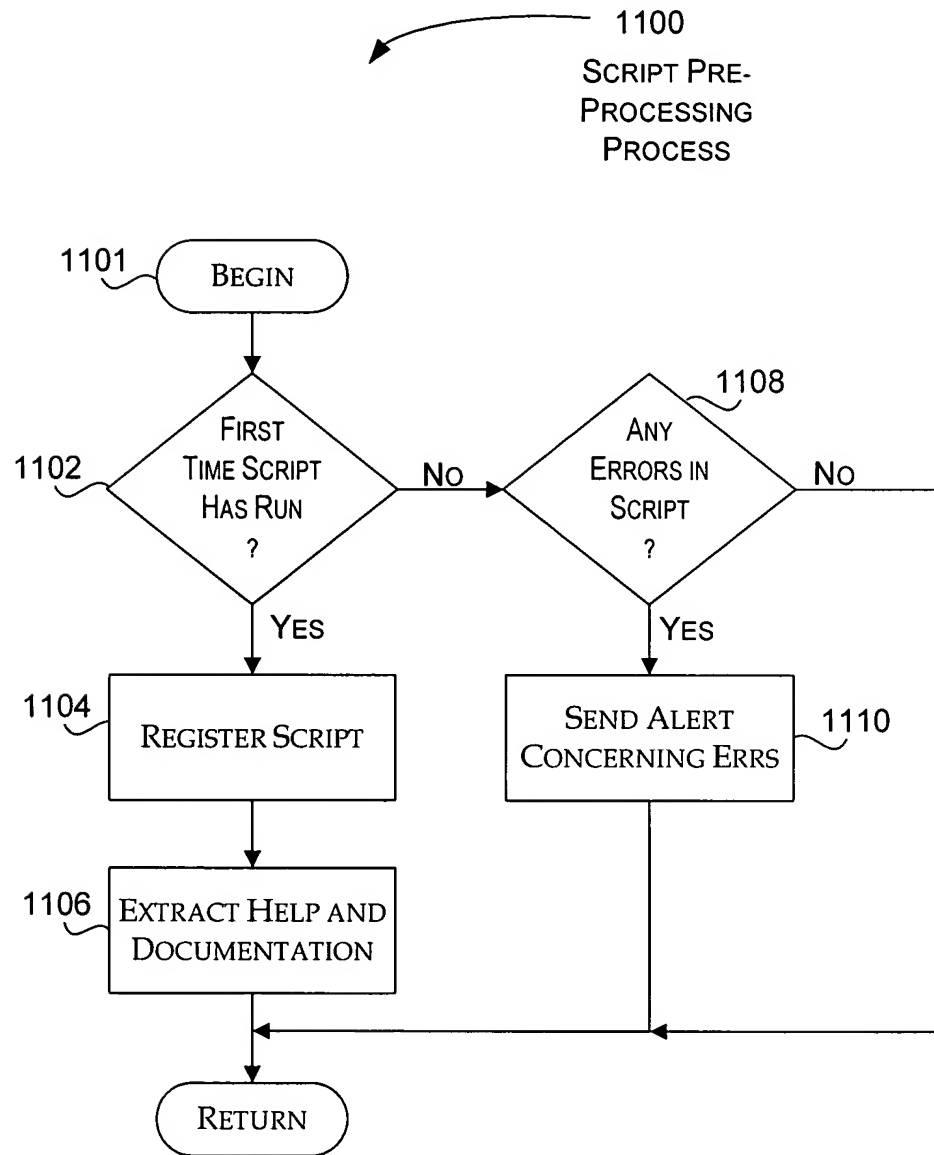 1100
SCRIPT PRE-
PROCESSING
PROCESS
1101
BEGIN
1102
FIRST
TIME SCRIPT
HAS RUN
?
NO
YES
1108
ANY
ERRORS IN
SCRIPT
?
NO
YES
1104
REGISTER SCRIPT
SEND ALERT
CONCERNING ERRS
1110
1106
EXTRACT HELP AND
DOCUMENTATION
RETURN